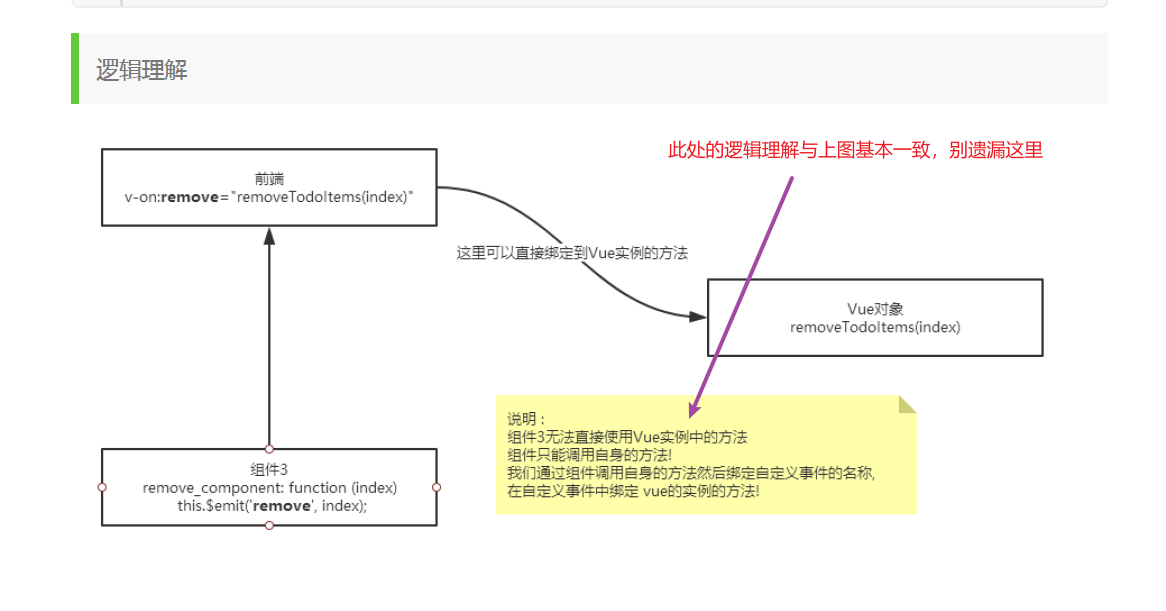 逻辑理解
此处的逻辑理解与上图基本一致，别遗漏这里
前端
v-on:remove="removeTodoItems(index)"
这里可以直接绑定到Vue实例的方法
Vue对象
removeTodoItems(index)
说明：
组件3无法直接使用Vue实例中的方法
组件只能调用自身的方法!
我们通过组件调用自身的方法然后绑定自定义事件的名称,
在自定义事件中绑定 vue的实例的方法!
组件3
remove_component: function (index)
this.$emit('remove', index);